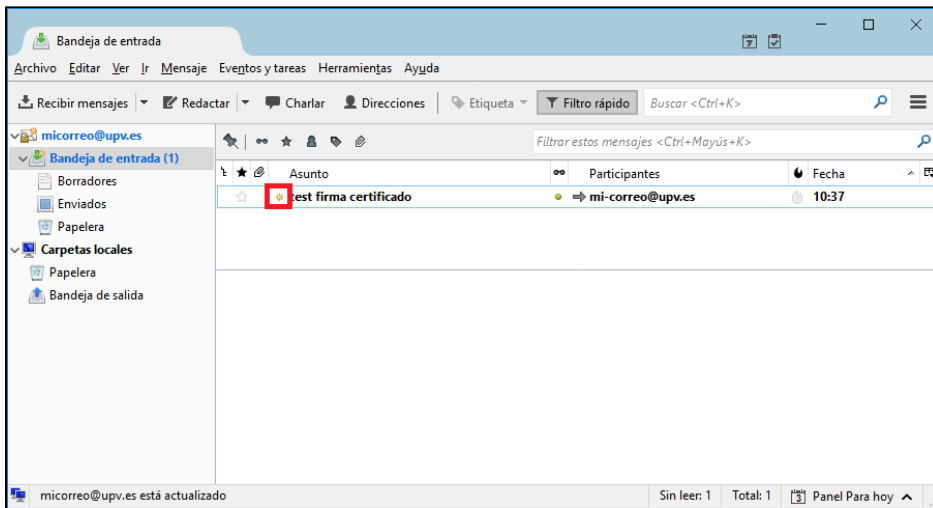 Bandeja de entrada
7
Archivo Editar Ver Ir Mensaje Eventos y tareas Herramientas Ayuda
Recibir mensajes Redactar Charlar Direcciones Etiqueta Filtro rápido Buscar <Ctrl+K>
micorreo@upv.es
Filtrar estos mensajes <Ctrl+Mayús+K>
Bandeja de entrada (1)
Asunto Participantes Fecha
Borradores
test firma certificado mi-correo@upv.es 10:37
Enviados
Papelera
Carpetas locales
Papelera
Bandeja de salida
micorreo@upv.es está actualizado Sin leer: 1 Total: 1 3 Panel Para hoy